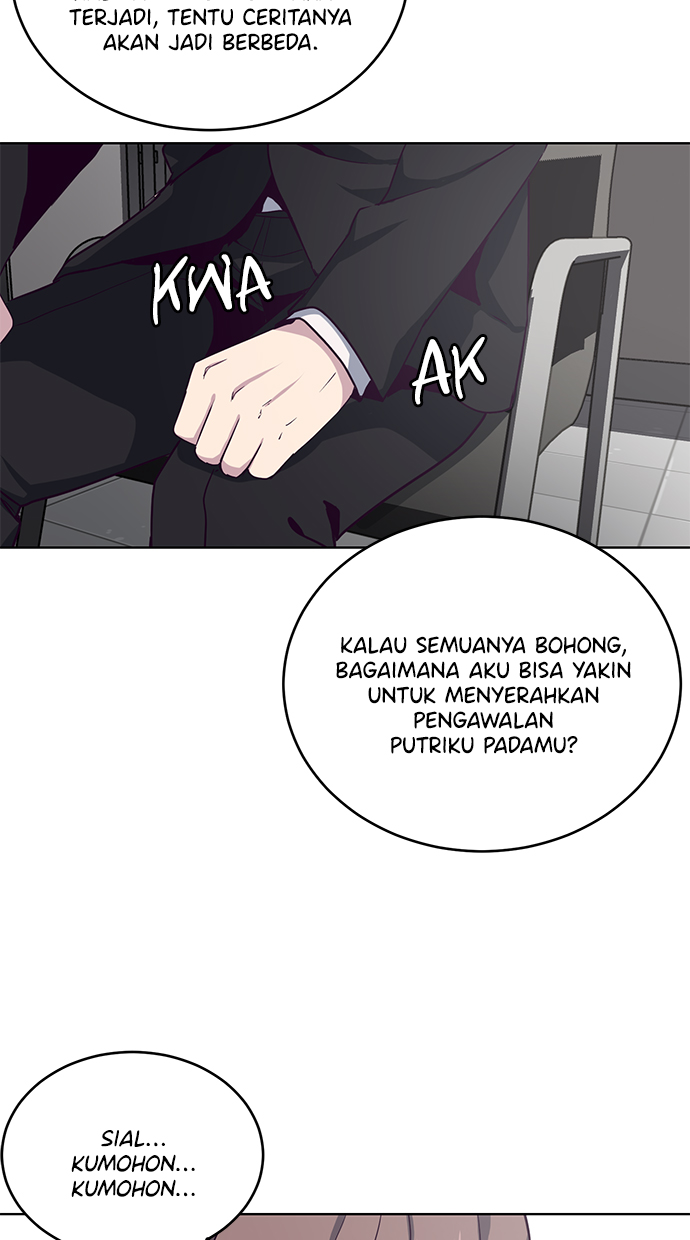 TERJADI, TENTU CERITANYA
AKAN JADI BERBEDA.
KWA
AK
KALAU SEMUANYA BOHONG,
BAGAIMANA AKU BISA YAKIN
UNTUK MENYERAHKAN
PENGAWALAN
PUTRIKU PADAMU?
SIAL...
KUMOHON...
KUMOHON...